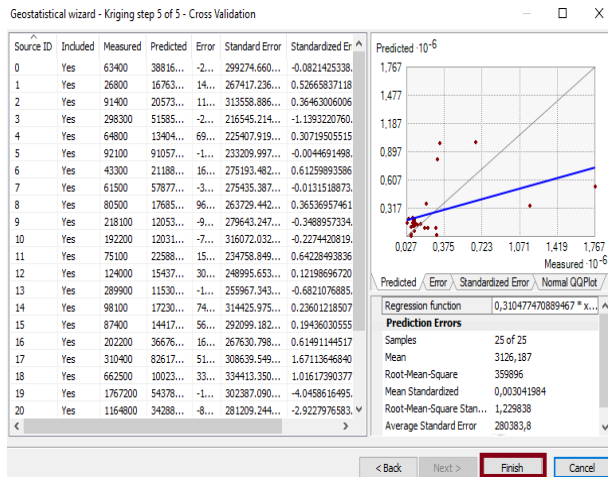 Geostatistical wizard - Kriging step 5 of 5 - Cross Validation
Source ID Included Measured Predicted Error Standard Error Standardized Er
0 Yes 63400 38816... -2... 299274.660... -0.0821425338.
1 Yes 26800 16763... 14... 267417.236... 0.52665837118
2 Yes 91400 20573... 11... 313558.886... 0.36463006006
3 Yes 298300 51585... -2... 216545.214... -1.1393220760.
4 Yes 64800 13404... 69... 225407.919... 0.30719505515
5 Yes 92100 91057... -1... 233209.997... -0.0044691498.
6 Yes 43300 21188... 16... 275193.482... 0.61259893586
7 Yes 61500 57877... -3... 275435.387... -0.0131518873.
8 Yes 80500 17685... 96... 263729.442... 0.36536957461
9 Yes 218100 12053... -9... 279643.247... -0.3488957334.
10 Yes 192200 12031... -7... 316072.032... -0.2274420819.
11 Yes 75100 22588... 15... 234758.849... 0.64228493836
12 Yes 124000 15437... 30... 248995.653... 0.12198696720
13 Yes 289900 11530... -1... 255967.343... -0.6821076885.
14 Yes 98100 17230... 74... 314425.975... 0.23601218507
15 Yes 87400 14417... 56... 292099.182... 0.19436030555
16 Yes 202200 36676... 16... 267630.798... 0.61491144517
17 Yes 310400 82617... 51... 308639.549... 1.67113646840
18 Yes 662500 10023... 33... 334413.350... 1.01617390377
19 Yes 1767200 54378... -1... 302387.090... -4.0458616495.
20 Yes 1164800 34288... -8... 281209.244... -2.9227976583.
Predicted ·10-6
1,767
1,477
1,187
0,897
0,607
0,317
0,027 0,375 0,723 1,071 1,419 1,767
Measured ·10-6
Predicted Error Standardized Error Normal QQPlot
Regression function 0,310477470889467 * x...
Prediction Errors
Samples 25 of 25
Mean 3126,187
Root-Mean-Square 359896
Mean Standardized 0,003041984
Root-Mean-Square Stan... 1,229838
Average Standard Error 280383,8
< Back Next > Finish Cancel